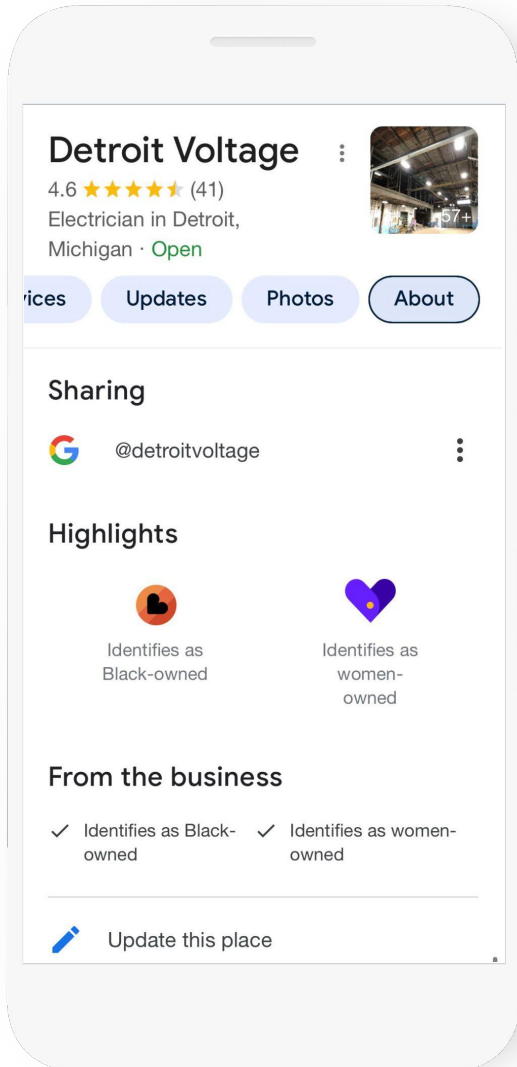 Detroit Voltage
4.6 (41)
57+
Electrician in Detroit,
Michigan · Open
ices
Updates
Photos
About
Sharing
@detroitvoltage
Highlights
Identifies as
Black-owned
Identifies as
women-
owned
From the business
Identifies as Black-
owned
Identifies as women-
owned
Update this place